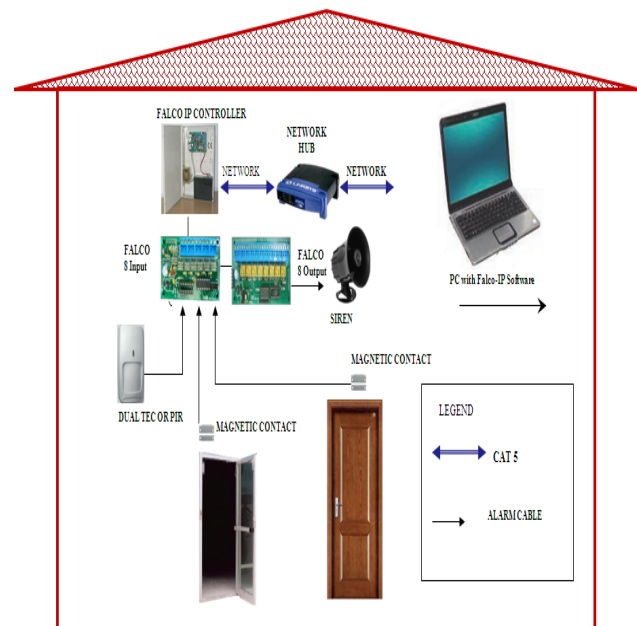 FALCO IP CONTROLLER
NETWORK
HUB
NETWORK
NETWORK
FALCO
8 Input
FALCO
8 Output
SIREN
PC with Falco-IP Software
DUAL TEC OR PIR
MAGNETIC CONTACT
MAGNETIC CONTACT
LEGEND
CAT 5
ALARM CABLE